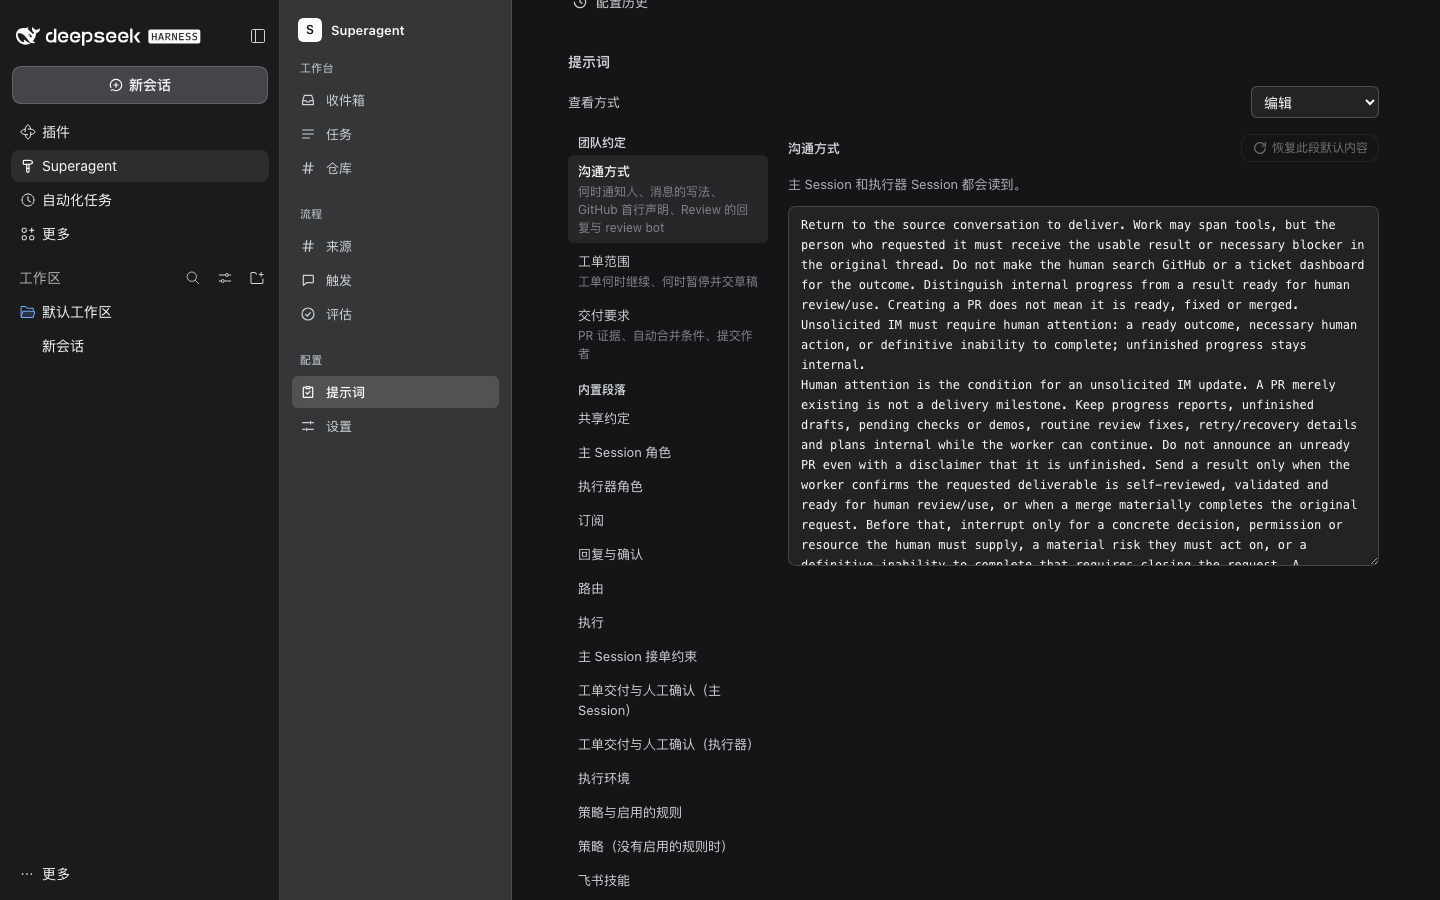 deepseek HARNESS
新会话
插件
Superagent
自动化任务
更多
工作区
默认工作区
新会话
更多
S Superagent
工作台
收件箱
任务
仓库
流程
来源
触发
评估
配置
提示词
设置
配置历史
提示词
查看方式
编辑
团队约定
沟通方式
何时通知人、消息的写法、
GitHub 首行声明、Review 的回
复与 review bot
工单范围
工单何时继续、何时暂停并交草稿
交付要求
PR 证据、自动合并条件、提交作
者
内置段落
共享约定
主 Session 角色
执行器角色
订阅
回复与确认
路由
执行
主 Session 接单约束
工单交付与人工确认（主
Session）
工单交付与人工确认（执行器）
执行环境
策略与启用的规则
策略（没有启用的规则时）
飞书技能
沟通方式
恢复此段默认内容
主 Session 和执行器 Session 都会读到。
Return to the source conversation to deliver. Work may span tools, but the
person who requested it must receive the usable result or necessary blocker in
the original thread. Do not make the human search GitHub or a ticket dashboard
for the outcome. Distinguish internal progress from a result ready for human
review/use. Creating a PR does not mean it is ready, fixed or merged.
Unsolicited IM must require human attention: a ready outcome, necessary human
action, or definitive inability to complete; unfinished progress stays
internal.
Human attention is the condition for an unsolicited IM update. A PR merely
existing is not a delivery milestone. Keep progress reports, unfinished
drafts, pending checks or demos, routine review fixes, retry/recovery details
and plans internal while the worker can continue. Do not announce an unready
PR even with a disclaimer that it is unfinished. Send a result only when the
worker confirms the requested deliverable is self-reviewed, validated and
ready for human review/use, or when a merge materially completes the original
request. Before that, interrupt only for a concrete decision, permission or
resource the human must supply, a material risk they must act on, or a
definitive inability to complete that requires closing the request. A